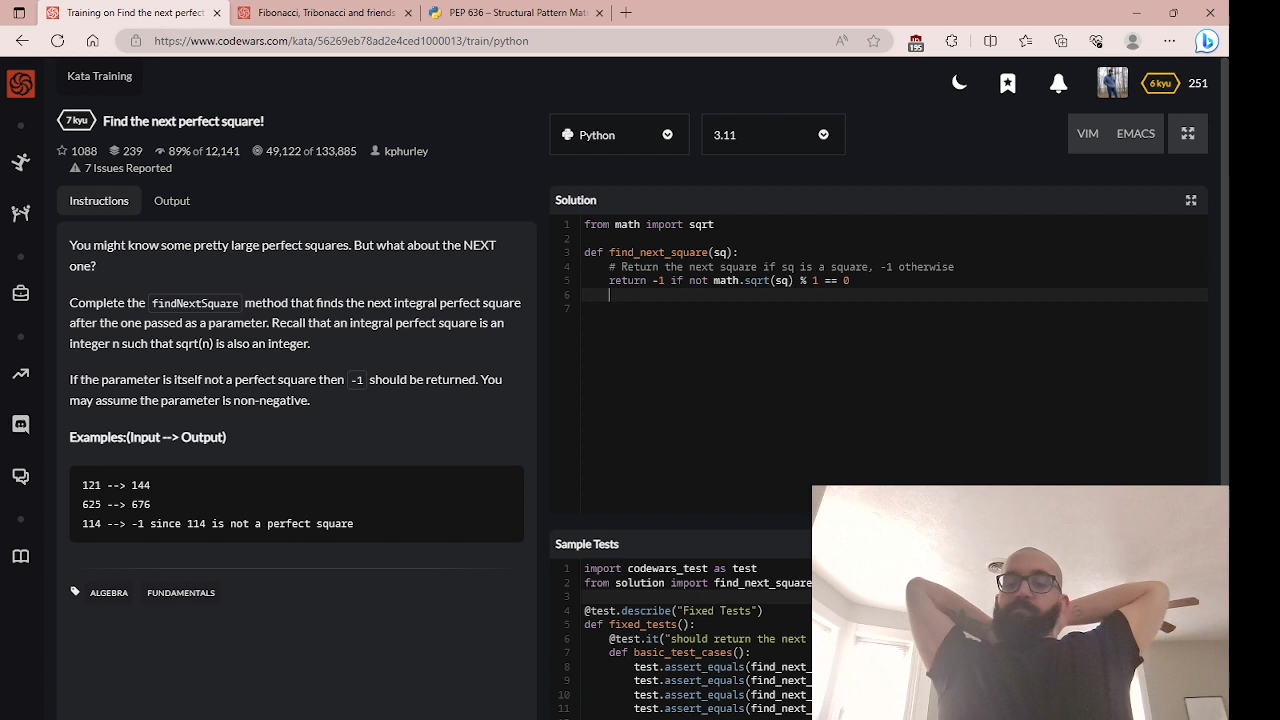 Training on Find the next perfect
Fibonacci, Tribonacci and friends
PEP 636 – Structural Pattern Mat
https://www.codewars.com/kata/56269eb78ad2e4ced1000013/train/python
195
Kata Training
6 kyu 251
7 kyu Find the next perfect square!
1088 239 89% of 12,141 49,122 of 133,885 kphurley
7 Issues Reported
Python
3.11
VIM EMACS
Instructions Output
You might know some pretty large perfect squares. But what about the NEXT
one?
Complete the findNextSquare method that finds the next integral perfect square
after the one passed as a parameter. Recall that an integral perfect square is an
integer n such that sqrt(n) is also an integer.
If the parameter is itself not a perfect square then -1 should be returned. You
may assume the parameter is non-negative.
Examples:(Input --> Output)
121 --> 144
625 --> 676
114 --> -1 since 114 is not a perfect square
ALGEBRA FUNDAMENTALS
Solution
1 from math import sqrt
2
3 def find_next_square(sq):
4 # Return the next square if sq is a square, -1 otherwise
5 return -1 if not math.sqrt(sq) % 1 == 0
6
7
Sample Tests
1 import codewars_test as test
2 from solution import find_next_square
3
4 @test.describe("Fixed Tests")
5 def fixed_tests():
6 @test.it("should return the next
7 def basic_test_cases():
8 test.assert_equals(find_next_
9 test.assert_equals(find_next_
10 test.assert_equals(find_next_
11 test.assert_equals(find_next_